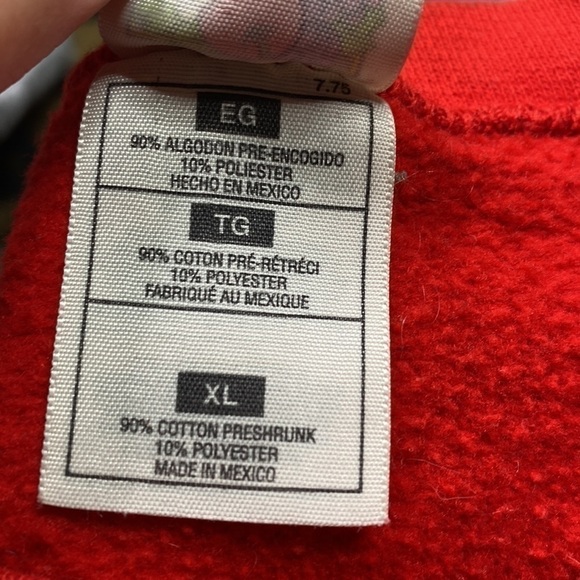 7.75
EG
90% ALGODON PRE-ENCOGIDO
10% POLIESTER
HECHO EN MEXICO
TG
90% COTON PRÉ-RÉTRÉCI
10% POLYESTER
FABRIQUÉ AU MEXIQUE
XL
90% COTTON PRESHRUNK
10% POLYESTER
MADE IN MEXICO